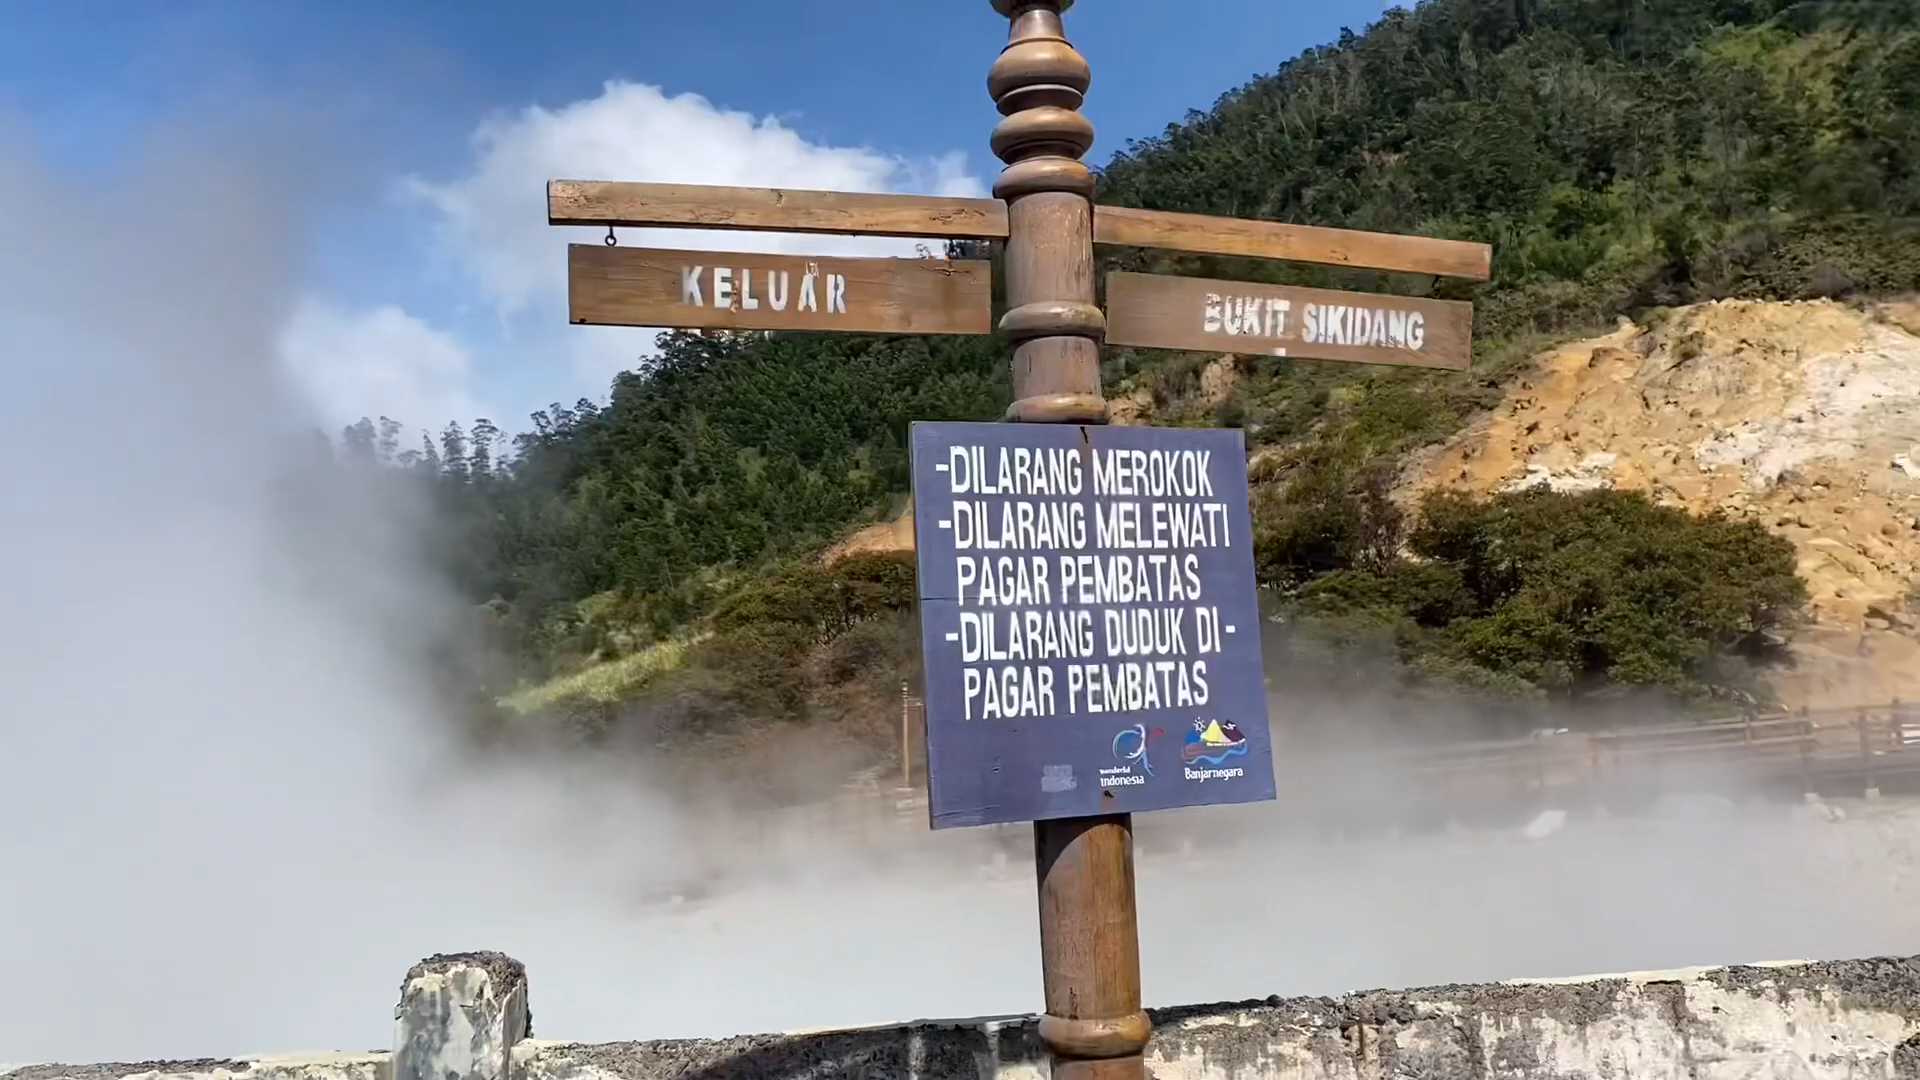 KELUAR
BUKIT SIKIDANG
-DILARANG MEROKOK
-DILARANG MELEWATI
PAGAR PEMBATAS
-DILARANG DUDUK DI-
PAGAR PEMBATAS
wonderful
indonesia
Banjarnegara